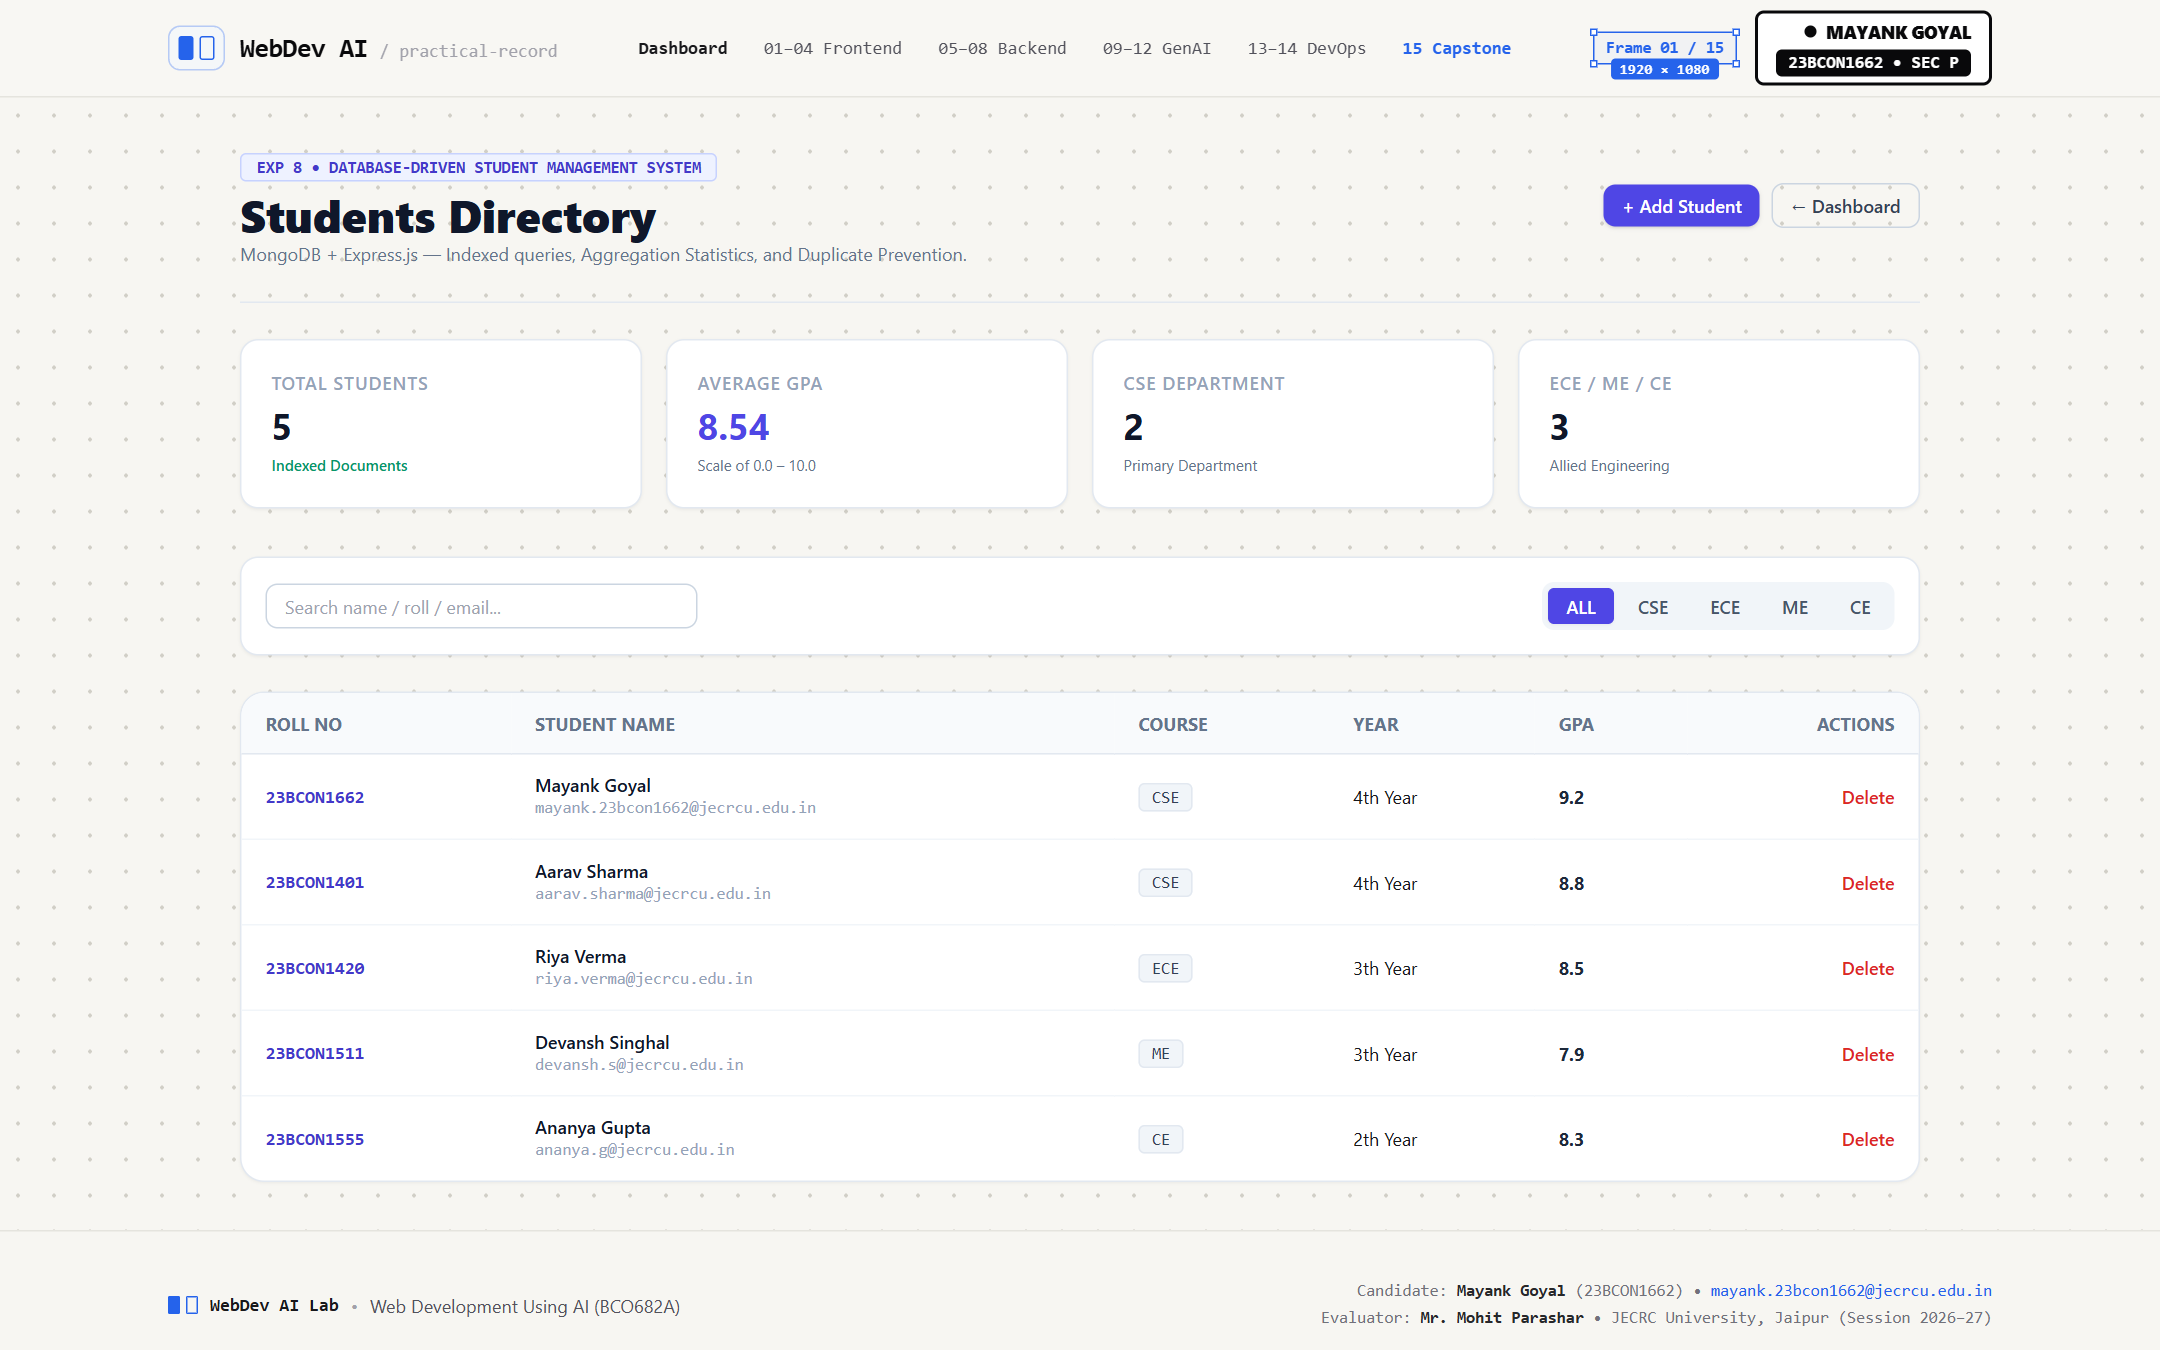 WebDev AI / practical-record
Dashboard 01–04 Frontend 05–08 Backend 09–12 GenAI 13–14 DevOps 15 Capstone
Frame 01 / 15
1920 × 1080
● MAYANK GOYAL
23BCON1662 • SEC P
EXP 8 • DATABASE-DRIVEN STUDENT MANAGEMENT SYSTEM
Students Directory
MongoDB + Express.js — Indexed queries, Aggregation Statistics, and Duplicate Prevention.
+ Add Student ← Dashboard
TOTAL STUDENTS
5
Indexed Documents
AVERAGE GPA
8.54
Scale of 0.0 – 10.0
CSE DEPARTMENT
2
Primary Department
ECE / ME / CE
3
Allied Engineering
Search name / roll / email...
ALL CSE ECE ME CE
ROLL NO STUDENT NAME COURSE YEAR GPA ACTIONS
23BCON1662 Mayank Goyal CSE 4th Year 9.2 Delete
mayank.23bcon1662@jecrcu.edu.in
23BCON1401 Aarav Sharma CSE 4th Year 8.8 Delete
aarav.sharma@jecrcu.edu.in
23BCON1420 Riya Verma ECE 3th Year 8.5 Delete
riya.verma@jecrcu.edu.in
23BCON1511 Devansh Singhal ME 3th Year 7.9 Delete
devansh.s@jecrcu.edu.in
23BCON1555 Ananya Gupta CE 2th Year 8.3 Delete
ananya.g@jecrcu.edu.in
WebDev AI Lab • Web Development Using AI (BCO682A)
Candidate: Mayank Goyal (23BCON1662) • mayank.23bcon1662@jecrcu.edu.in
Evaluator: Mr. Mohit Parashar • JECRC University, Jaipur (Session 2026–27)